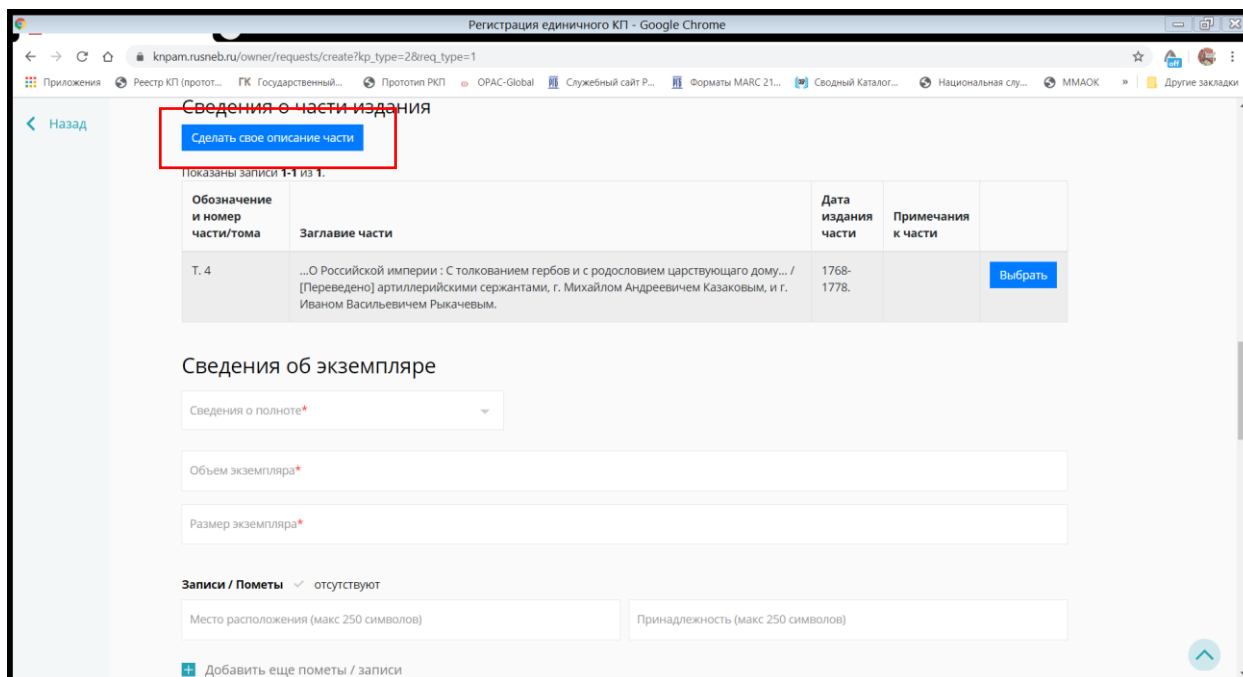 Регистрация единичного КП - Google Chrome
knpam.rusneb.ru/owner/requests/create?kp_type=2&req_type=1
off
Приложения Реестр КП (протот... ГК Государственный... Прототип РКП OPAC-Global Служебный сайт Р... Форматы MARC 21... Сводный Каталог... Национальная слу... ММАОК » Другие закладки
Назад
Сведения о части издания
Сделать свое описание части
Показаны записи 1-1 из 1.
Обозначение и номер части/тома
Заглавие части
Дата издания части
Примечания к части
Т. 4
...О Российской империи : С толкованием гербов и с родословием царствующаго дому... /
[Переведено] артиллерийскими сержантами, г. Михайлом Андреевичем Казаковым, и г.
Иваном Васильевичем Рыкачевым.
1768-
1778.
Выбрать
Сведения об экземпляре
Сведения о полноте*
Объем экземпляра*
Размер экземпляра*
Записи / Пометы отсутствуют
Место расположения (макс 250 символов) Принадлежность (макс 250 символов)
Добавить еще пометы / записи